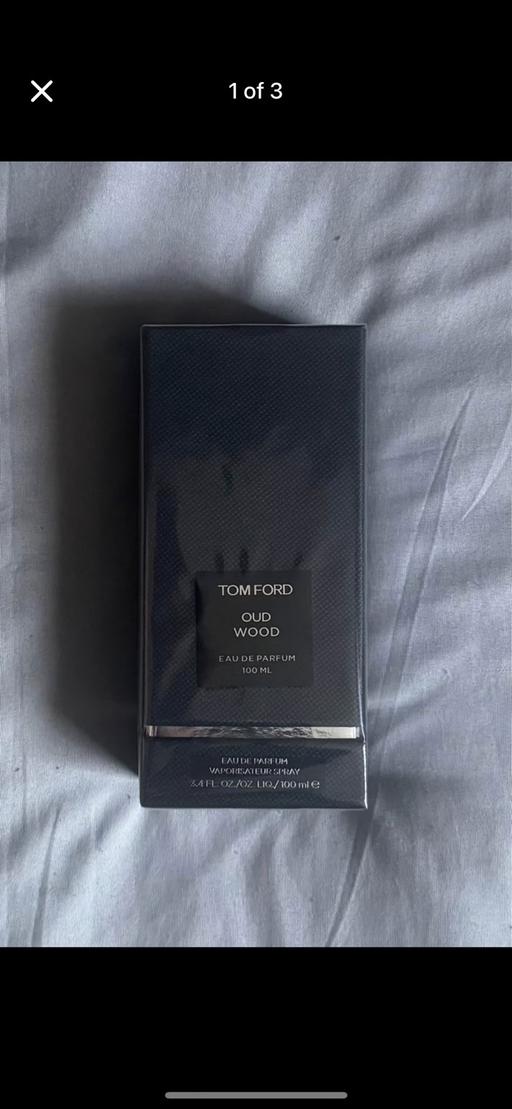 1 of 3
TOM FORD
OUD
WOOD
EAU DE PARFUM
100 ML
EAU DE PARFUM
VAPORISATEUR SPRAY
3.4 FL. OZ./OZ. LIQ./100 ml ℮